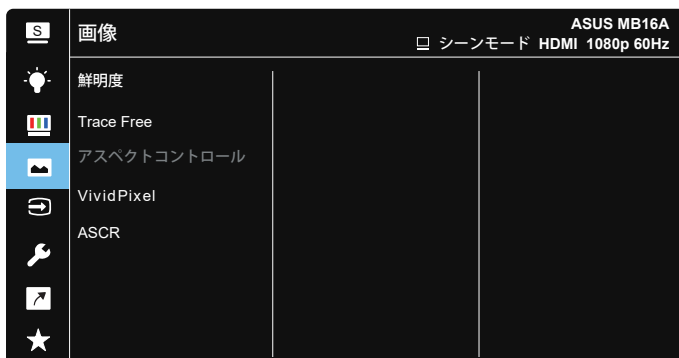 S
画像
ASUS MB16A
シーンモード HDMI 1080p 60Hz
鮮明度
Trace Free
アスペクトコントロール
VividPixel
ASCR